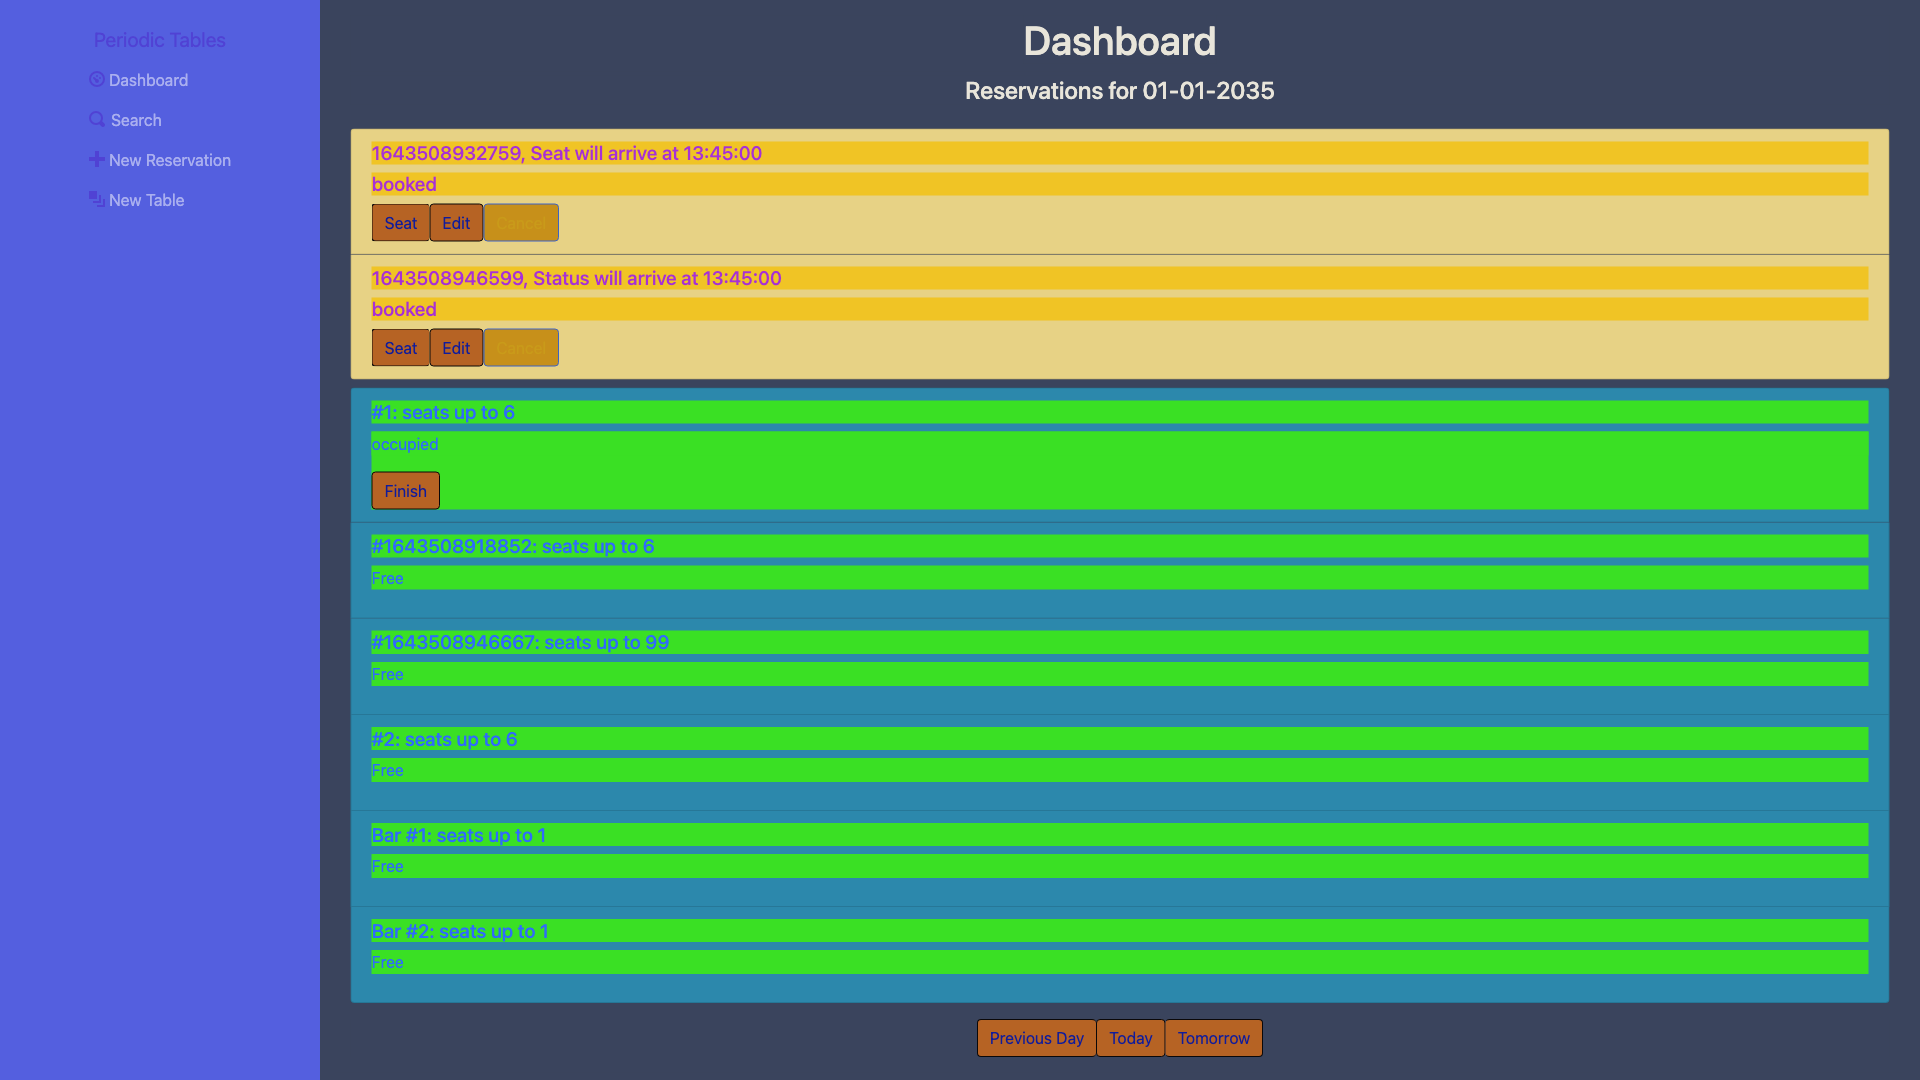 Periodic Tables
Dashboard
Search
New Reservation
New Table
Dashboard
Reservations for 01-01-2035
1643508932759, Seat will arrive at 13:45:00
booked
Seat Edit Cancel
1643508946599, Status will arrive at 13:45:00
booked
Seat Edit Cancel
#1: seats up to 6
occupied
Finish
#1643508918852: seats up to 6
Free
#1643508946667: seats up to 99
Free
#2: seats up to 6
Free
Bar #1: seats up to 1
Free
Bar #2: seats up to 1
Free
Previous Day Today Tomorrow